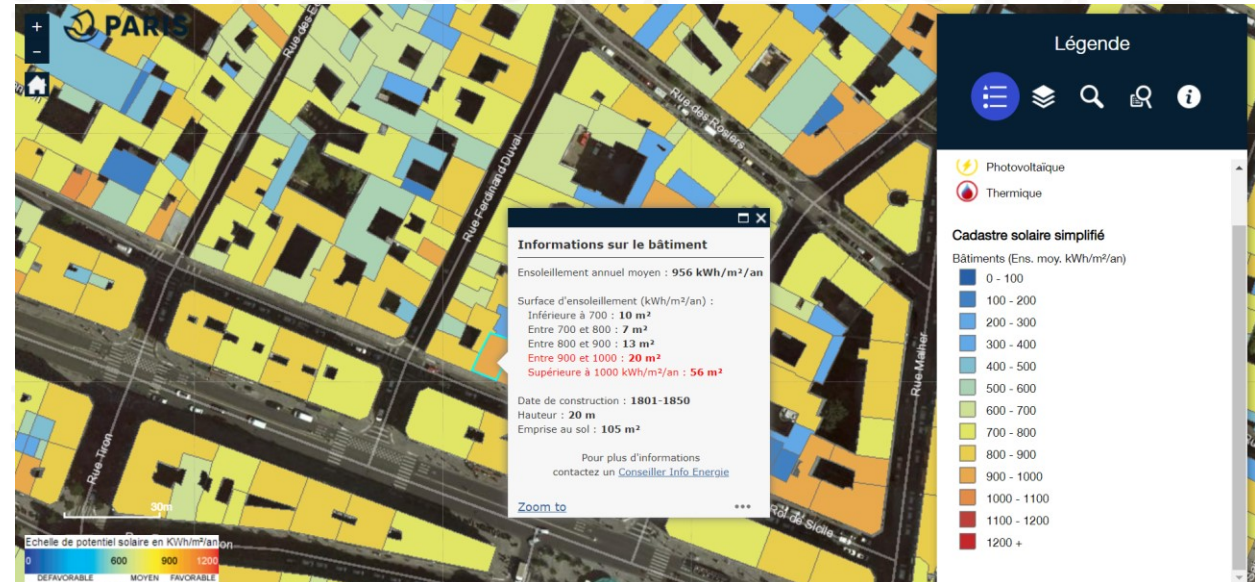 +
−
PARIS
Rue des
Rue des Rosiers
Rue Ferdinand Duval
Rue Malher
Rue Tiron
Roi de Sicile
30m
Echelle de potentiel solaire en KWh/m²/an
0 600 900 1200
DEFAVORABLE MOYEN FAVORABLE
Informations sur le bâtiment
Ensoleillement annuel moyen : 956 kWh/m²/an
Surface d'ensoleillement (kWh/m²/an) :
Inférieure à 700 : 10 m²
Entre 700 et 800 : 7 m²
Entre 800 et 900 : 13 m²
Entre 900 et 1000 : 20 m²
Supérieure à 1000 kWh/m²/an : 56 m²
Date de construction : 1801-1850
Hauteur : 20 m
Emprise au sol : 105 m²
Pour plus d'informations
contactez un Conseiller Info Energie
Zoom to
Légende
Photovoltaïque
Thermique
Cadastre solaire simplifié
Bâtiments (Ens. moy. kWh/m²/an)
0 - 100
100 - 200
200 - 300
300 - 400
400 - 500
500 - 600
600 - 700
700 - 800
800 - 900
900 - 1000
1000 - 1100
1100 - 1200
1200 +